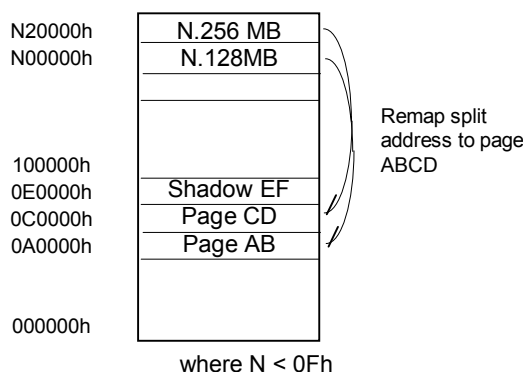 N20000h N.256 MB
N00000h N.128MB
Remap split
address to page
ABCD
100000h
0E0000h Shadow EF
0C0000h Page CD
0A0000h Page AB
000000h
where N < 0Fh